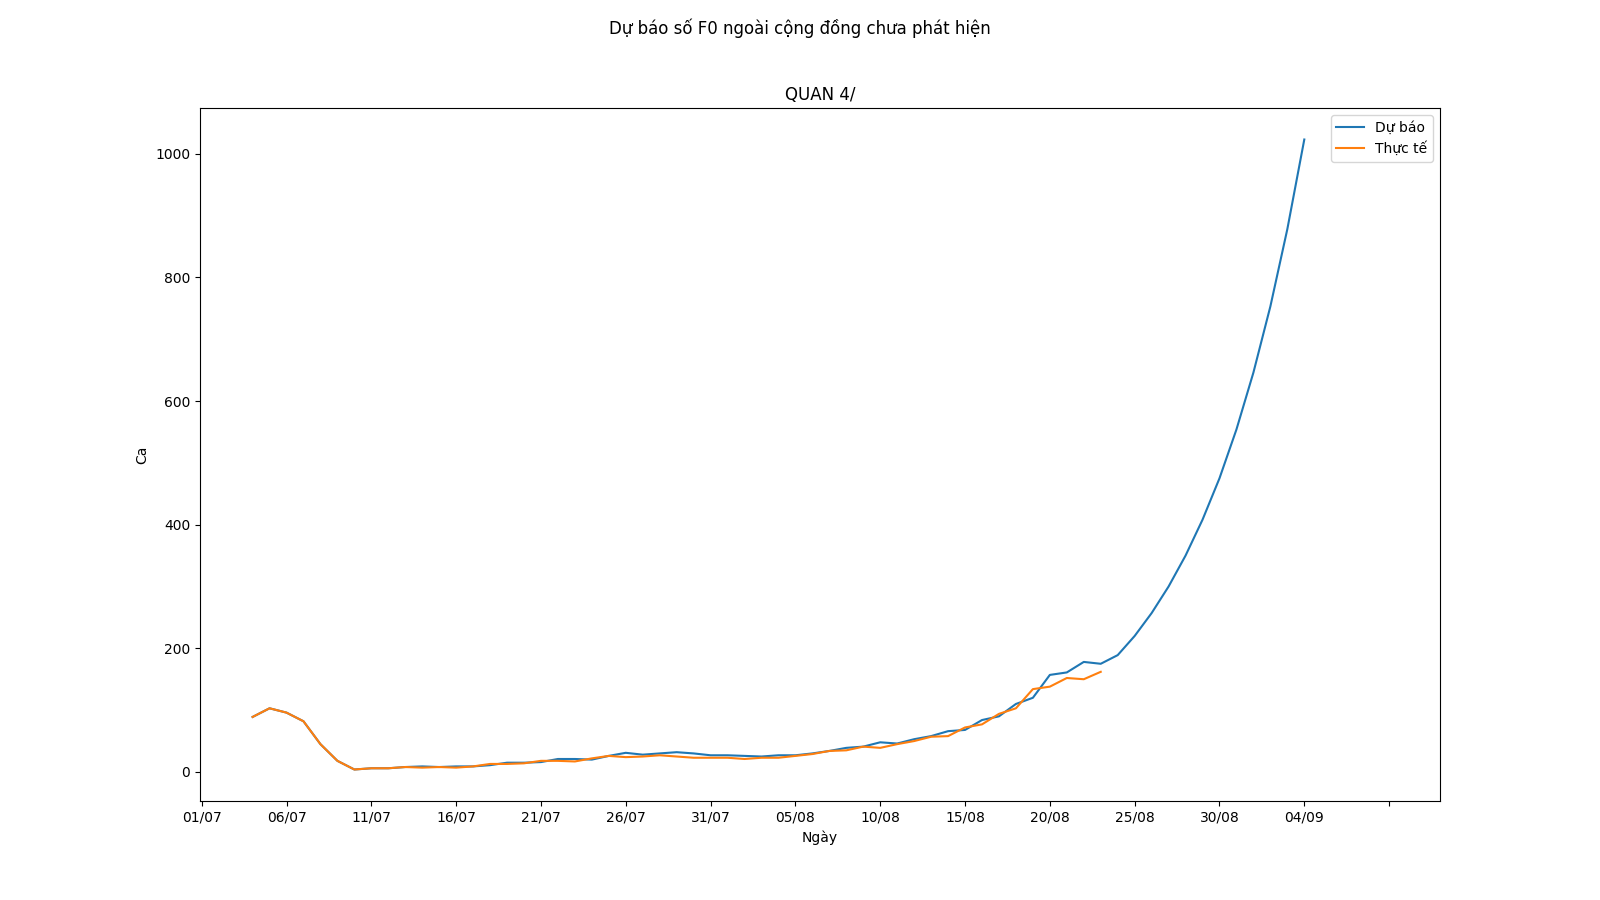 Dự báo số F0 ngoài cộng đồng chưa phát hiện
QUAN 4/
Dự báo
Thực tế
1000
800
600
400
200
0
Ca
01/07 06/07 11/07 16/07 21/07 26/07 31/07 05/08 10/08 15/08 20/08 25/08 30/08 04/09
Ngày